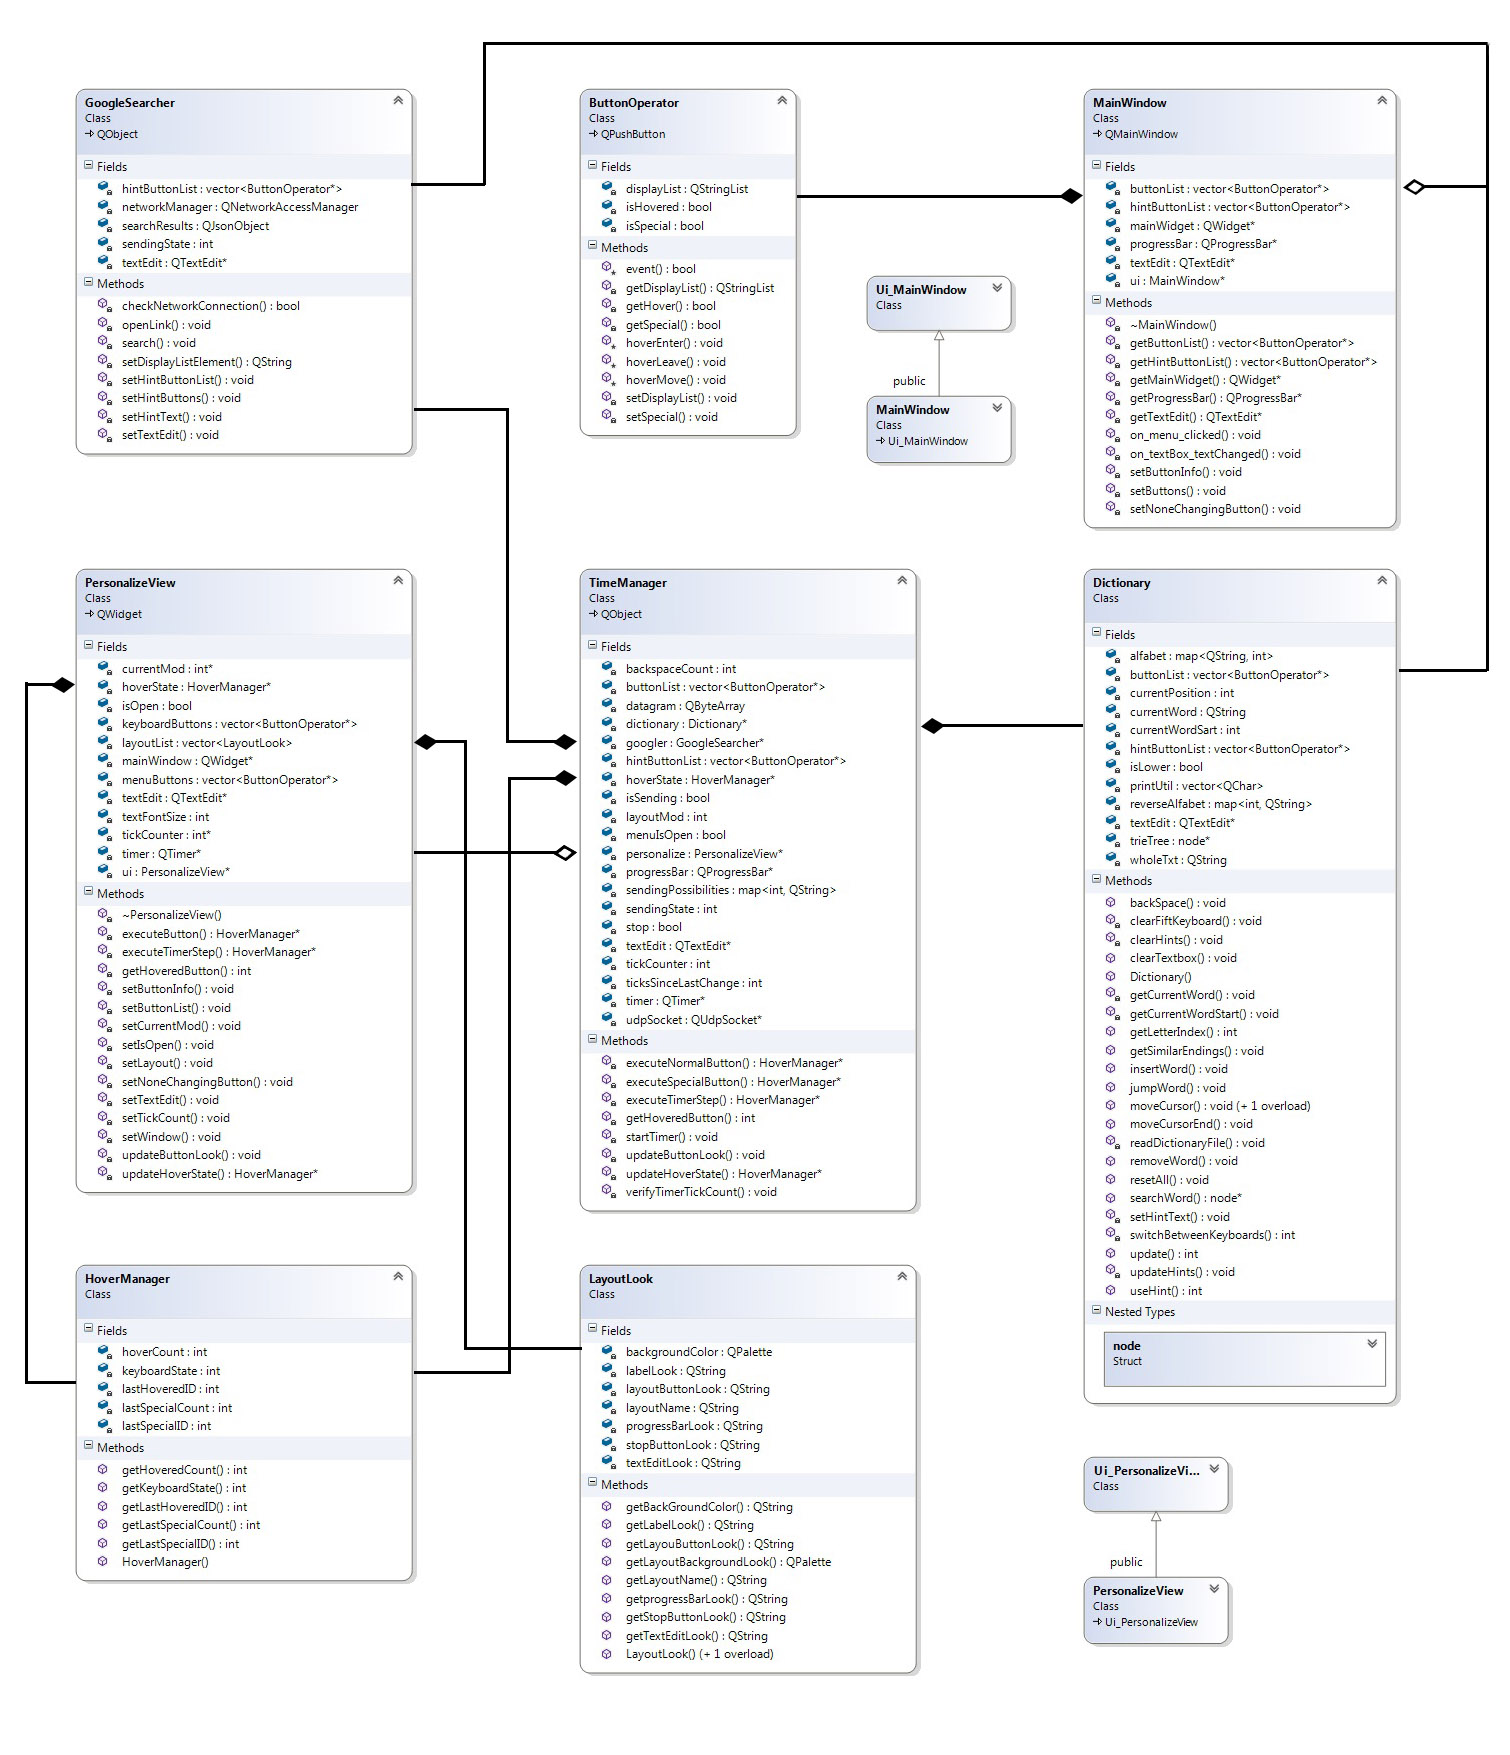 GoogleSearcher
Class
QObject
Fields
hintButtonList : vector<ButtonOperator*>
networkManager : QNetworkAccessManager
searchResults : QJsonObject
sendingState : int
textEdit : QTextEdit*
Methods
checkNetworkConnection() : bool
openLink() : void
search() : void
setDisplayListElement() : QString
setHintButtonList() : void
setHintButtons() : void
setHintText() : void
setTextEdit() : void
ButtonOperator
Class
QPushButton
Fields
displayList : QStringList
isHovered : bool
isSpecial : bool
Methods
event() : bool
getDisplayList() : QStringList
getHover() : bool
getSpecial() : bool
hoverEnter() : void
hoverLeave() : void
hoverMove() : void
setDisplayList() : void
setSpecial() : void
Ui_MainWindow
Class
public
MainWindow
Class
Ui_MainWindow
MainWindow
Class
QMainWindow
Fields
buttonList : vector<ButtonOperator*>
hintButtonList : vector<ButtonOperator*>
mainWidget : QWidget*
progressBar : QProgressBar*
textEdit : QTextEdit*
ui : MainWindow*
Methods
~MainWindow()
getButtonList() : vector<ButtonOperator*>
getHintButtonList() : vector<ButtonOperator*>
getMainWidget() : QWidget*
getProgressBar() : QProgressBar*
getTextEdit() : QTextEdit*
on_menu_clicked() : void
on_textBox_textChanged() : void
setButtonInfo() : void
setButtons() : void
setNoneChangingButton() : void
PersonalizeView
Class
QWidget
Fields
currentMod : int*
hoverState : HoverManager*
isOpen : bool
keyboardButtons : vector<ButtonOperator*>
layoutList : vector<LayoutLook>
mainWindow : QWidget*
menuButtons : vector<ButtonOperator*>
textEdit : QTextEdit*
textFontSize : int
tickCounter : int*
timer : QTimer*
ui : PersonalizeView*
Methods
~PersonalizeView()
executeButton() : HoverManager*
executeTimerStep() : HoverManager*
getHoveredButton() : int
setButtonInfo() : void
setButtonList() : void
setCurrentMod() : void
setIsOpen() : void
setLayout() : void
setNoneChangingButton() : void
setTextEdit() : void
setTickCount() : void
setWindow() : void
updateButtonLook() : void
updateHoverState() : HoverManager*
TimeManager
Class
QObject
Fields
backspaceCount : int
buttonList : vector<ButtonOperator*>
datagram : QByteArray
dictionary : Dictionary*
googler : GoogleSearcher*
hintButtonList : vector<ButtonOperator*>
hoverState : HoverManager*
isSending : bool
layoutMod : int
menuIsOpen : bool
personalize : PersonalizeView*
progressBar : QProgressBar*
sendingPossibilities : map<int, QString>
sendingState : int
stop : bool
textEdit : QTextEdit*
tickCounter : int
ticksSinceLastChange : int
timer : QTimer*
udpSocket : QUdpSocket*
Methods
executeNormalButton() : HoverManager*
executeSpecialButton() : HoverManager*
executeTimerStep() : HoverManager*
getHoveredButton() : int
startTimer() : void
updateButtonLook() : void
updateHoverState() : HoverManager*
verifyTimerTickCount() : void
Dictionary
Class
Fields
alfabet : map<QString, int>
buttonList : vector<ButtonOperator*>
currentPosition : int
currentWord : QString
currentWordSart : int
hintButtonList : vector<ButtonOperator*>
isLower : bool
printUtil : vector<QChar>
reverseAlfabet : map<int, QString>
textEdit : QTextEdit*
trieTree : node*
wholeTxt : QString
Methods
backSpace() : void
clearFiftKeyboard() : void
clearHints() : void
clearTextbox() : void
Dictionary()
getCurrentWord() : void
getCurrentWordStart() : void
getLetterIndex() : int
getSimilarEndings() : void
insertWord() : void
jumpWord() : void
moveCursor() : void (+ 1 overload)
moveCursorEnd() : void
readDictionaryFile() : void
removeWord() : void
resetAll() : void
searchWord() : node*
setHintText() : void
switchBetweenKeyboards() : int
update() : int
updateHints() : void
useHint() : int
Nested Types
node
Struct
HoverManager
Class
Fields
hoverCount : int
keyboardState : int
lastHoveredID : int
lastSpecialCount : int
lastSpecialID : int
Methods
getHoveredCount() : int
getKeyboardState() : int
getLastHoveredID() : int
getLastSpecialCount() : int
getLastSpecialID() : int
HoverManager()
LayoutLook
Class
Fields
backgroundColor : QPalette
labelLook : QString
layoutButtonLook : QString
layoutName : QString
progressBarLook : QString
stopButtonLook : QString
textEditLook : QString
Methods
getBackGroundColor() : QString
getLabelLook() : QString
getLayouButtonLook() : QString
getLayoutBackgroundLook() : QPalette
getLayoutName() : QString
getprogressBarLook() : QString
getStopButtonLook() : QString
getTextEditLook() : QString
LayoutLook() (+ 1 overload)
Ui_PersonalizeVi...
Class
public
PersonalizeView
Class
Ui_PersonalizeView